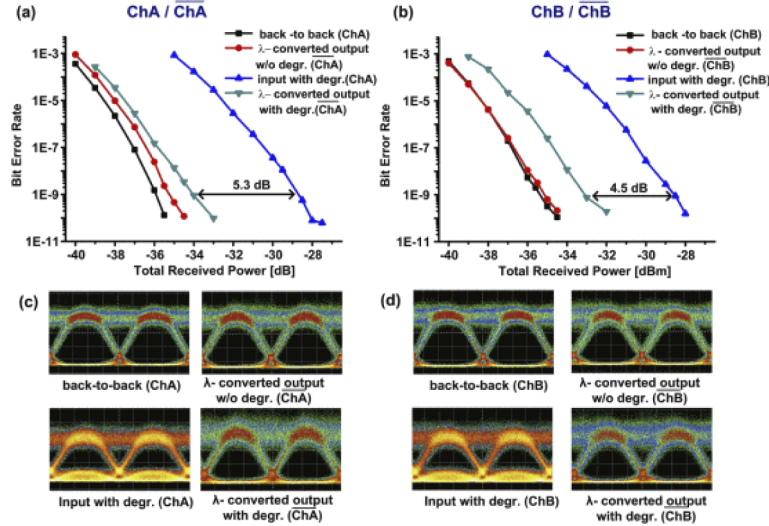 (a)
ChA / ChA
back -to back (ChA)
λ- converted output
w/o degr. (ChA)
input with degr.(ChA)
λ- converted output
with degr.(ChA)
Bit Error Rate
1E-3
1E-5
1E-7
1E-9
1E-11
5.3 dB
-40
-38
-36
-34
-32
-30
-28
Total Received Power [dB]
(b)
ChB / ChB
back -to back (ChB)
λ - converted output
w/o degr. (ChB)
input with degr. (ChB)
λ- converted output
with degr. (ChB)
Bit Error Rate
1E-3
1E-5
1E-7
1E-9
1E-11
4.5 dB
-40
-38
-36
-34
-32
-30
-28
Total Received Power [dBm]
(c)
back-to-back (ChA)
λ- converted output
w/o degr. (ChA)
Input with degr. (ChA)
λ- converted output
with degr. (ChA)
(d)
back-to-back (ChB)
λ- converted output
w/o degr. (ChB)
Input with degr. (ChB)
λ- converted output
with degr. (ChB)